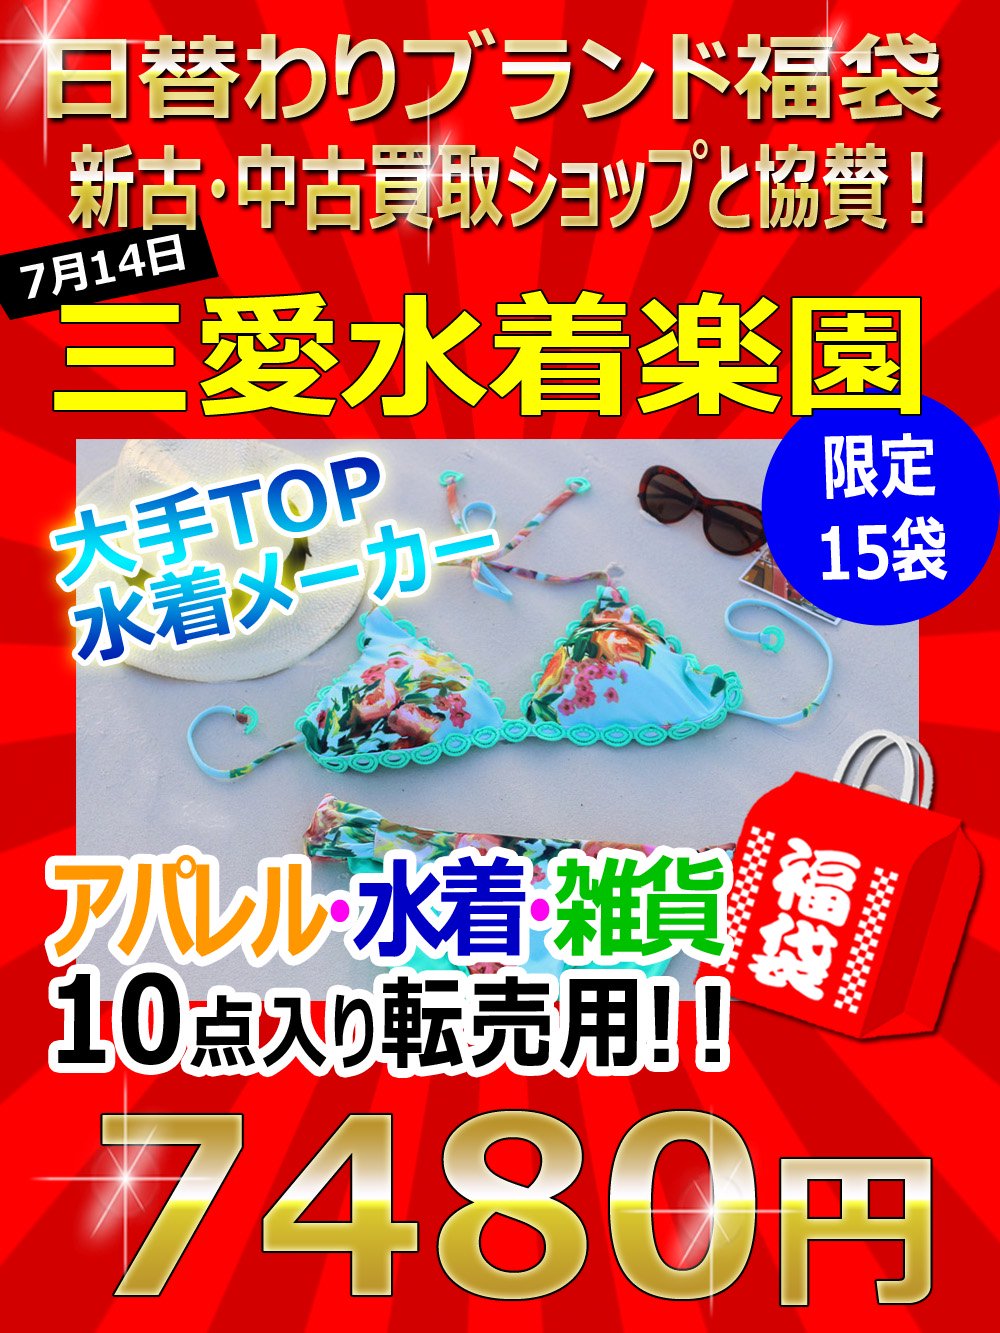 日替わりブランド福袋
新古・中古買取ショップと協賛！
7月14日
三愛水着楽園
限定
15袋
大手TOP
水着メーカー
福袋
アパレル・水着・雑貨
10点入り転売用！！
7480円